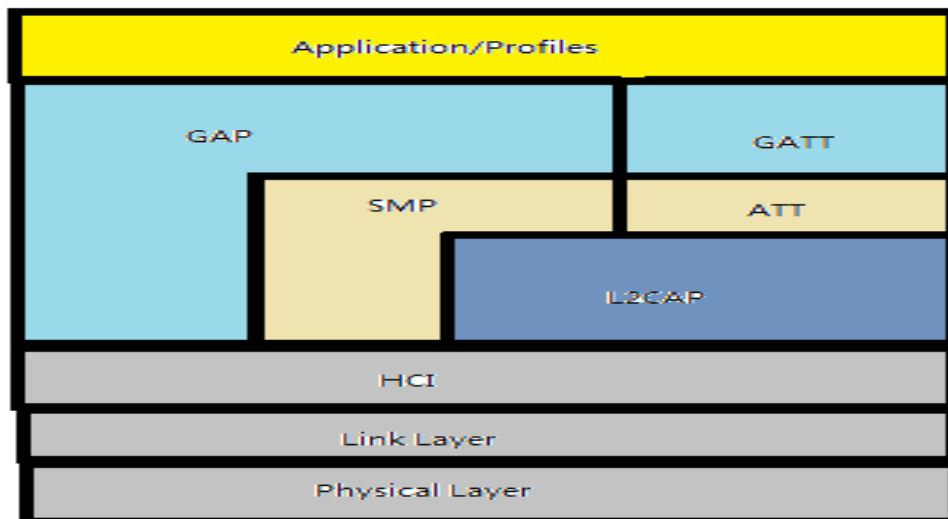 Application/Profiles
GAP
GATT
SMP
ATT
L2CAP
HCI
Link Layer
Physical Layer